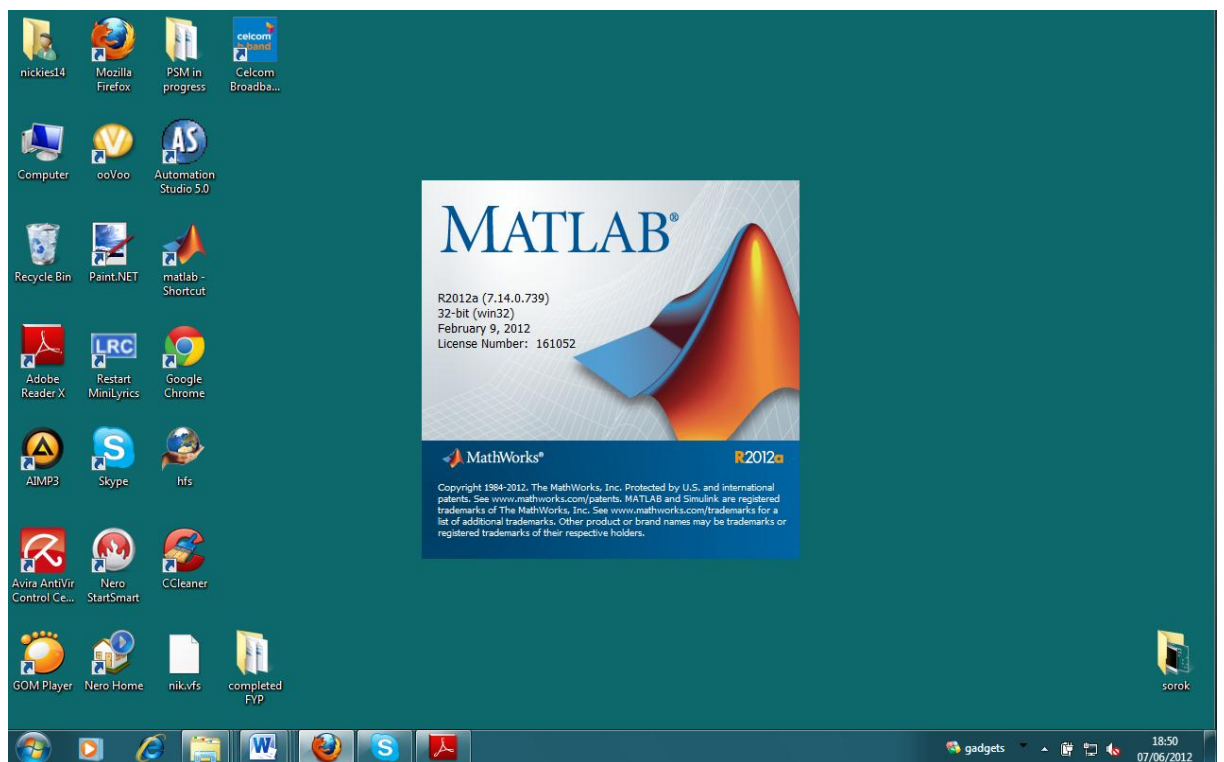 nickies14
Mozilla
Firefox
PSM in
progress
celcom
b.band
Celcom
Broadba...
Computer
ooVoo
AS
Automation
Studio 5.0
Recycle Bin
Paint.NET
matlab -
Shortcut
Adobe
Reader X
LRC
Restart
MiniLyrics
Google
Chrome
AIMP3
Skype
hfs
Avira AntiVir
Control Ce...
Nero
StartSmart
CCleaner
GOM Player
Nero Home
nik.vfs
completed
FYP
MATLAB®
R2012a (7.14.0.739)
32-bit (win32)
February 9, 2012
License Number: 161052
MathWorks®
R2012a
Copyright 1984-2012. The MathWorks, Inc. Protected by U.S. and international
patents. See www.mathworks.com/patents. MATLAB and Simulink are registered
trademarks of The MathWorks, Inc. See www.mathworks.com/trademarks for a
list of additional trademarks. Other product or brand names may be trademarks or
registered trademarks of their respective holders.
sorok
gadgets
18:50
07/06/2012